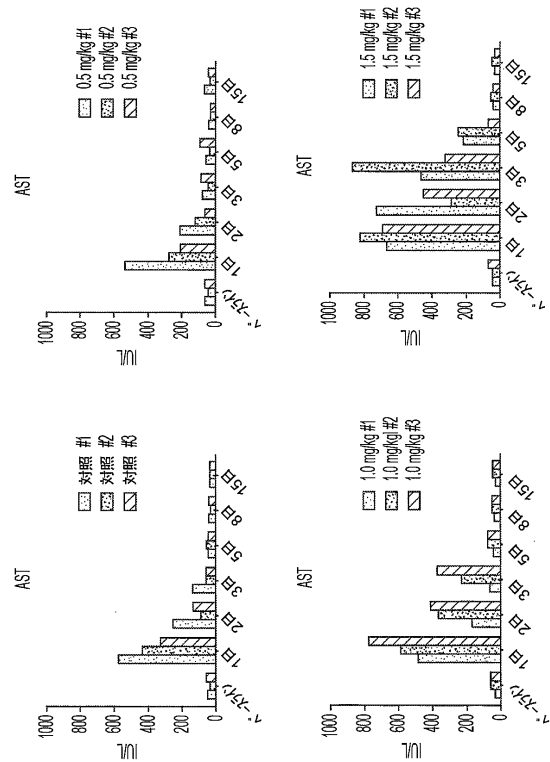 AST
1000
800
600
400
200
0
IU/L
対照 #1
対照 #2
対照 #3
ベースライン
1日
2日
3日
5日
8日
15日
AST
1000
800
600
400
200
0
IU/L
0.5 mg/kg #1
0.5 mg/kg #2
0.5 mg/kg #3
ベースライン
1日
2日
3日
5日
8日
15日
AST
1000
800
600
400
200
0
IU/L
1.0 mg/kg #1
1.0 mg/kgl #2
1.0 mg/kg #3
ベースライン
1日
2日
3日
5日
8日
15日
AST
1000
800
600
400
200
0
IU/L
1.5 mg/kg #1
1.5 mg/kg #2
1.5 mg/kg #3
ベースライン
1日
2日
3日
5日
8日
15日